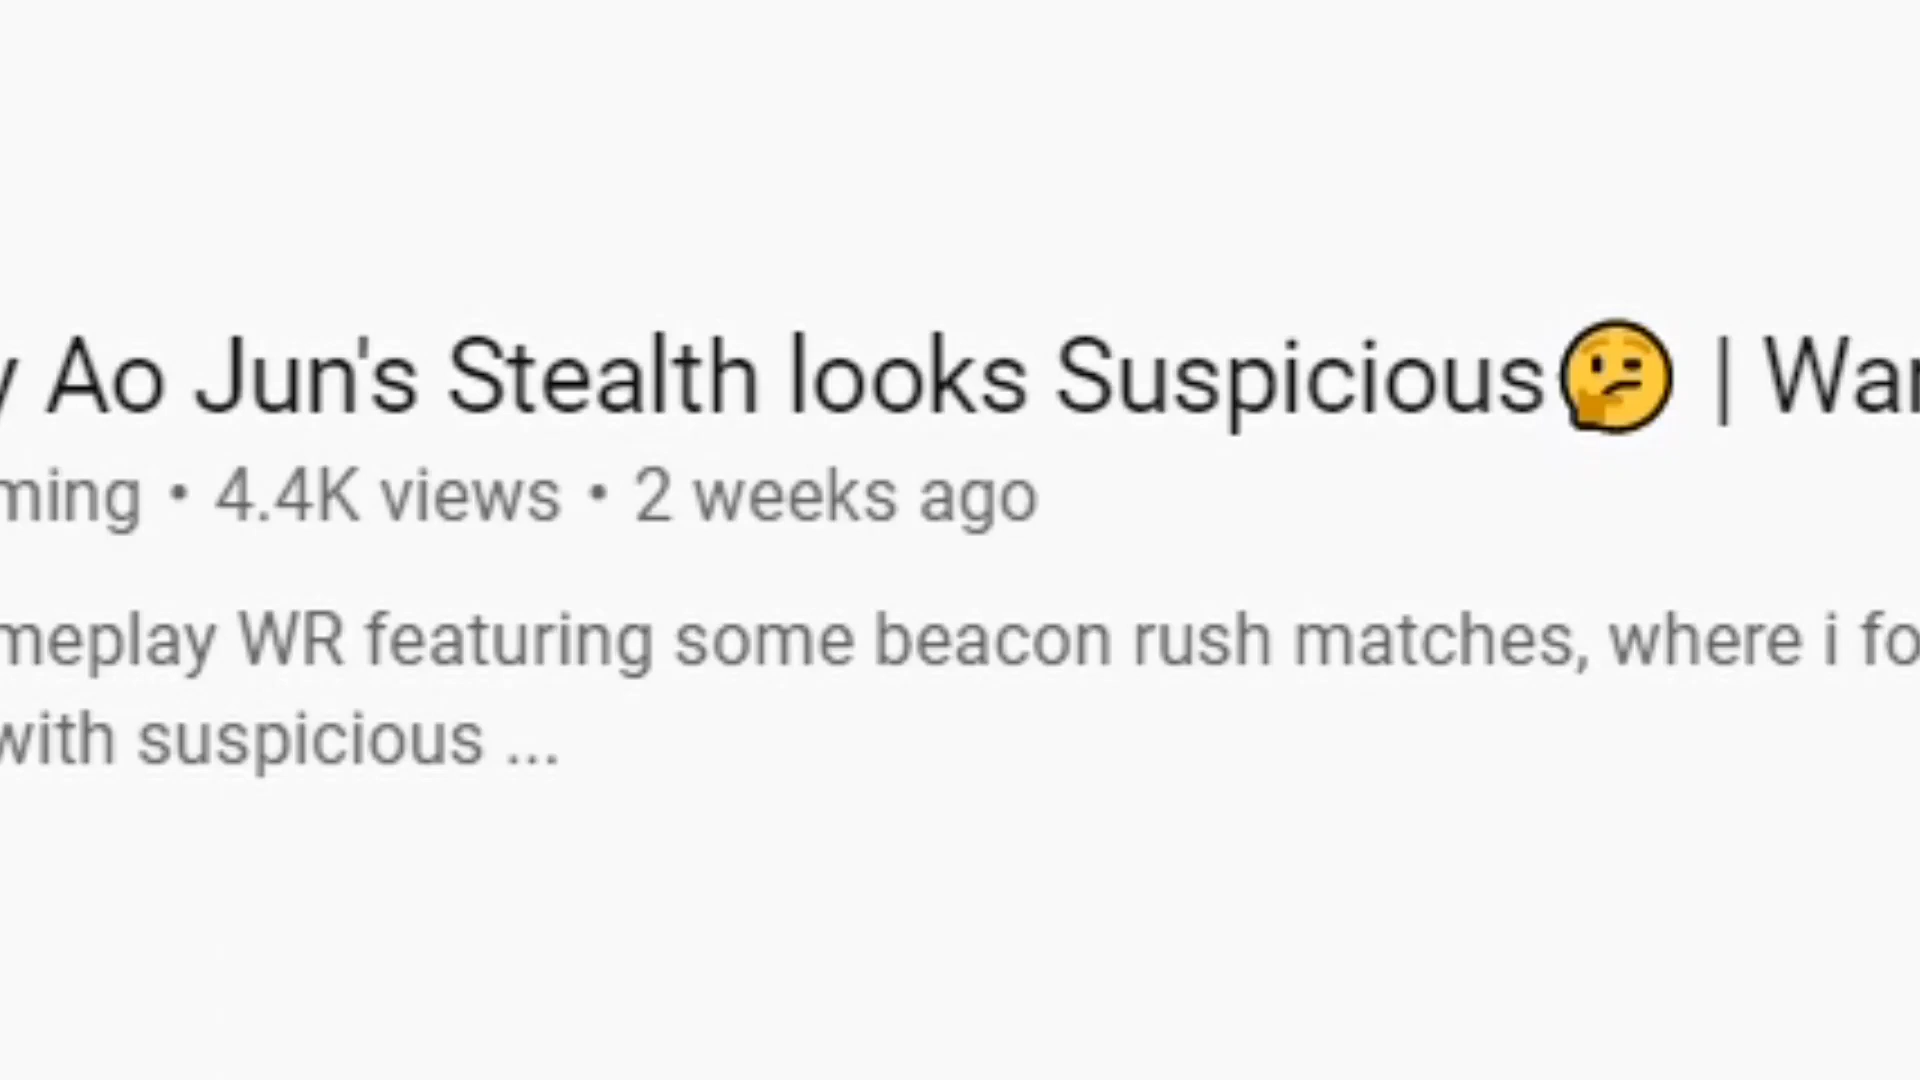 y Ao Jun's Stealth looks Suspicious🤔 | War
ming • 4.4K views • 2 weeks ago
meplay WR featuring some beacon rush matches, where i fo
with suspicious ...